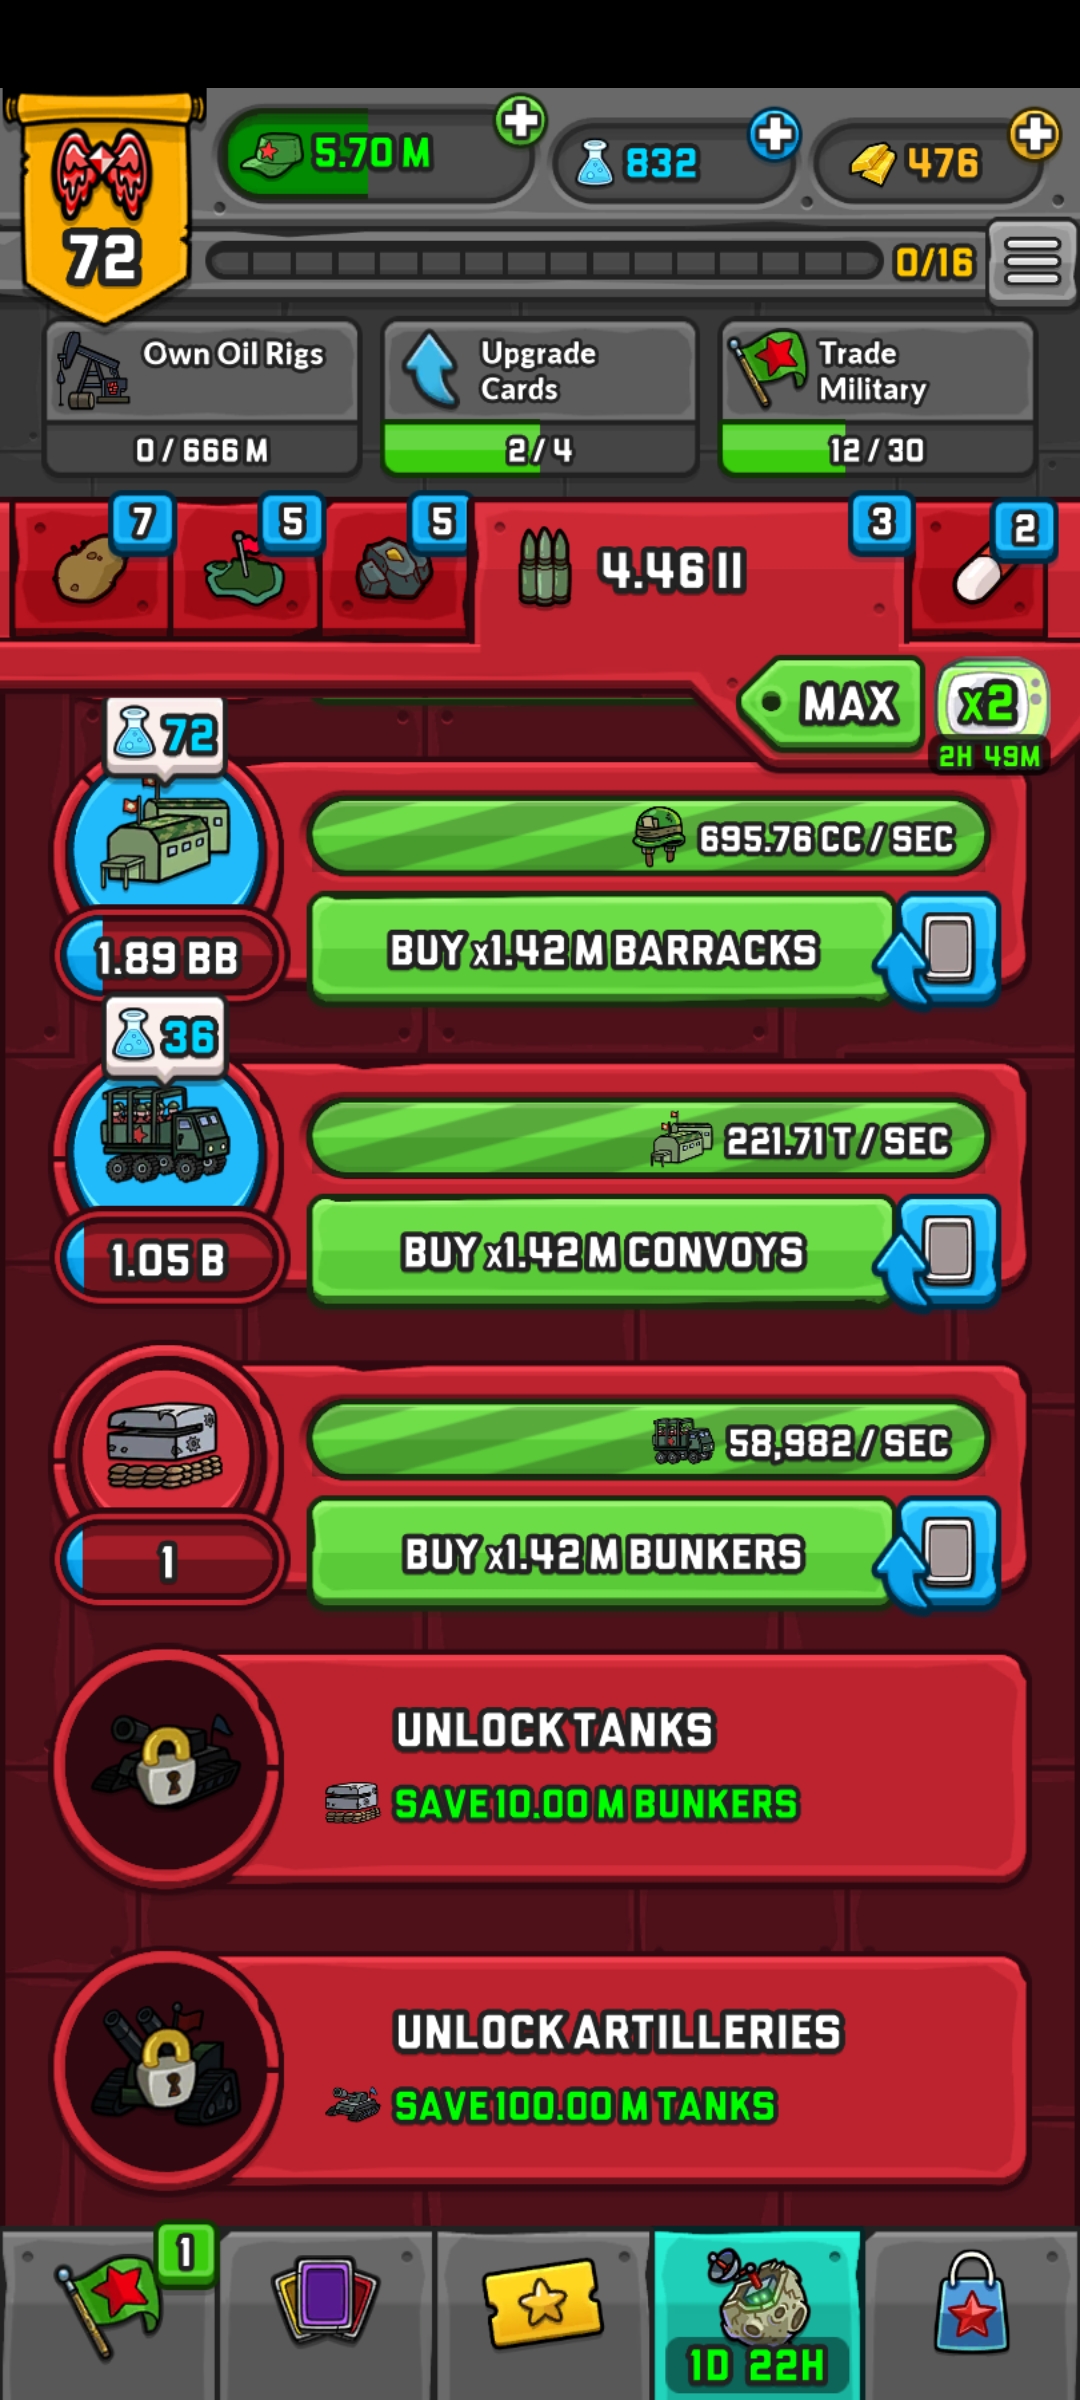 72
5.70 M
832
476
0/16
Own Oil Rigs
0 / 666 M
Upgrade
Cards
2 / 4
Trade
Military
12 / 30
7
5
5
4.46 II
3
2
MAX
x2
2H 49M
72
695.76 CC / SEC
1.89 BB
BUY x1.42 M BARRACKS
36
221.71 T / SEC
1.05 B
BUY x1.42 M CONVOYS
58,982 / SEC
1
BUY x1.42 M BUNKERS
UNLOCK TANKS
SAVE 10.00 M BUNKERS
UNLOCK ARTILLERIES
SAVE 100.00 M TANKS
1
1D 22H